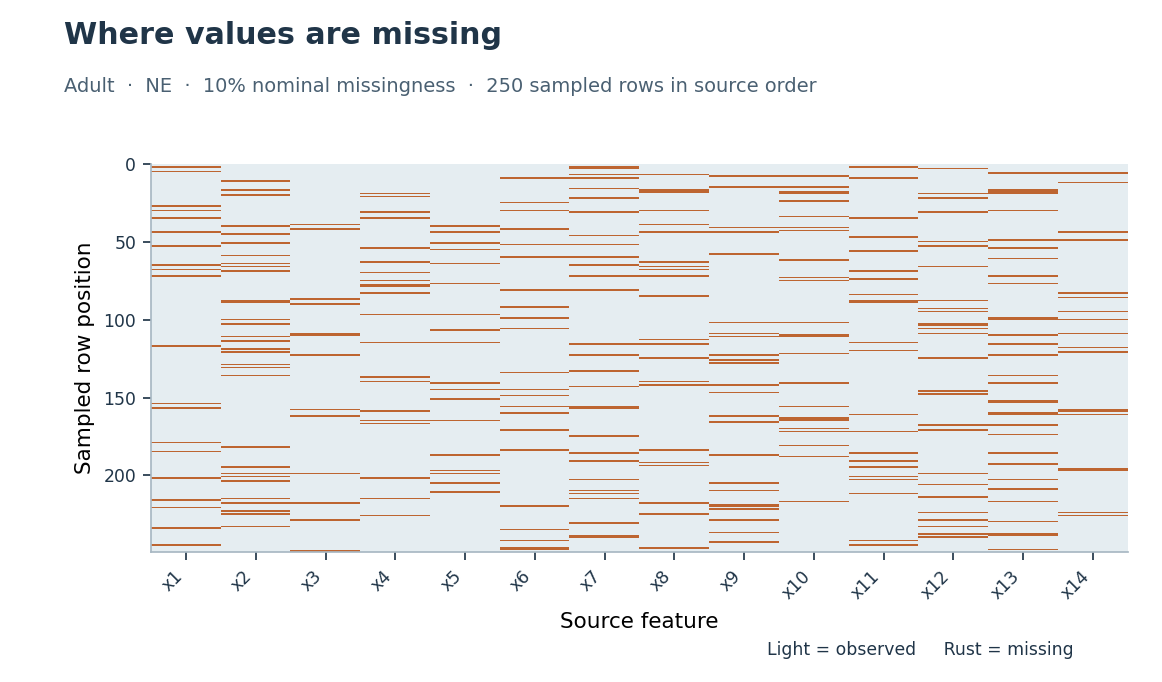 Where values are missing
Adult · NE · 10% nominal missingness · 250 sampled rows in source order
0
50
100
150
200
Sampled row position
x1 x2 x3 x4 x5 x6 x7 x8 x9 x10 x11 x12 x13 x14
Source feature
Light = observed Rust = missing